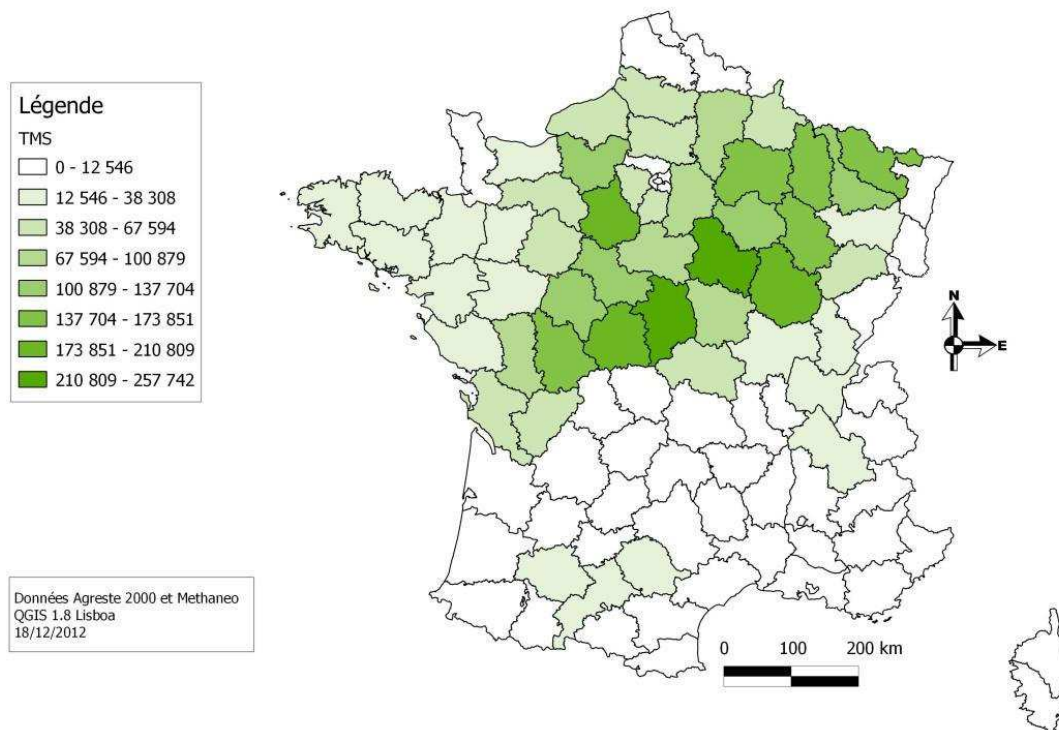 Légende
TMS
0 - 12 546
12 546 - 38 308
38 308 - 67 594
67 594 - 100 879
100 879 - 137 704
137 704 - 173 851
173 851 - 210 809
210 809 - 257 742
N
E
Données Agreste 2000 et Methaneo
QGIS 1.8 Lisboa
18/12/2012
0 100 200 km